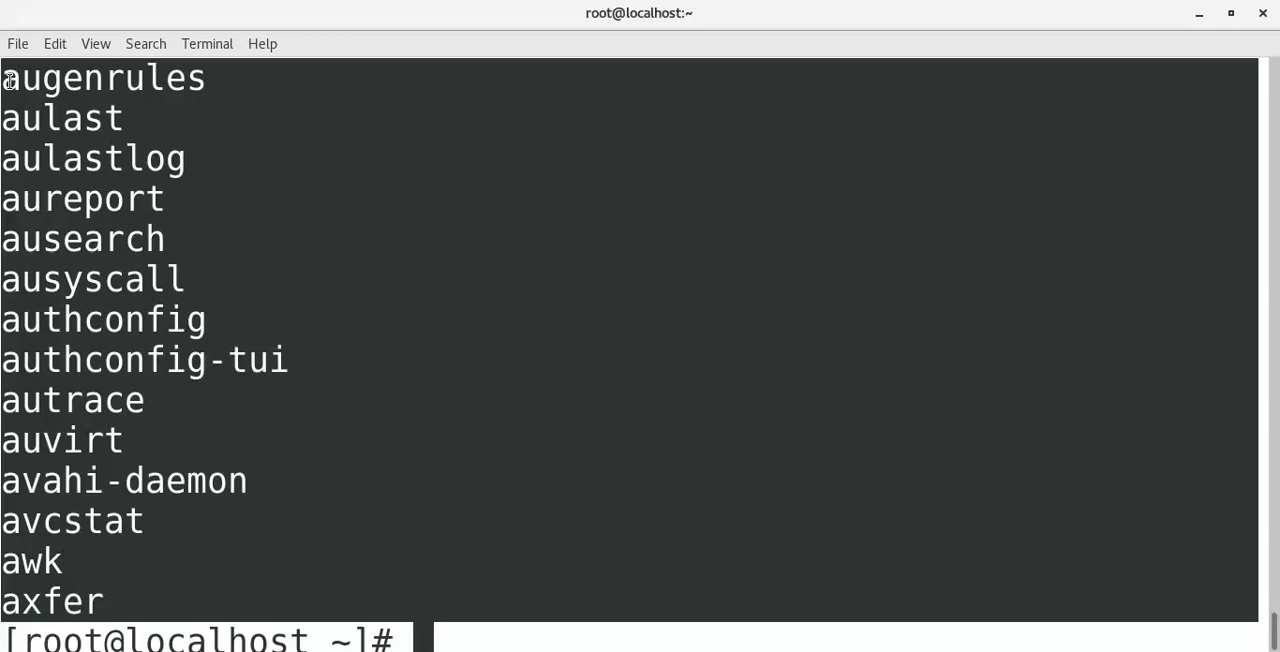 root@localhost:~
File Edit View Search Terminal Help
augenrules
aulast
aulastlog
aureport
ausearch
ausyscall
authconfig
authconfig-tui
autrace
auvirt
avahi-daemon
avcstat
awk
axfer
[root@localhost ~]#